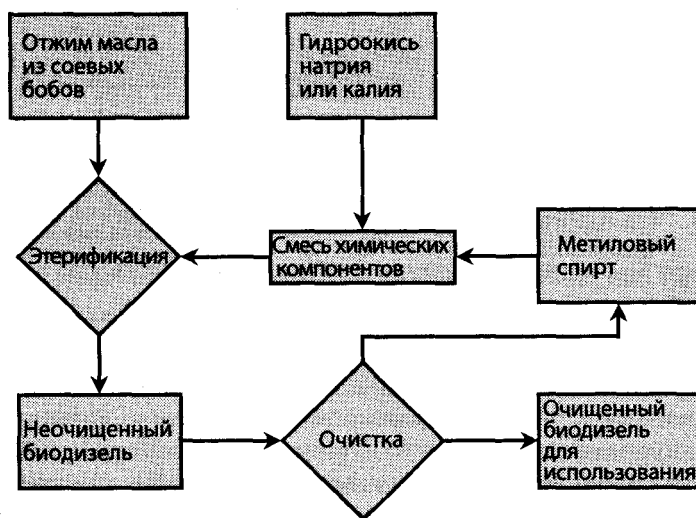 Отжим масла
из соевых
бобов
Гидроокись
натрия
или калия
Этерификация
Смесь химических
компонентов
Метиловый
спирт
Неочищенный
биодизель
Очистка
Очищенный
биодизель
для
использования